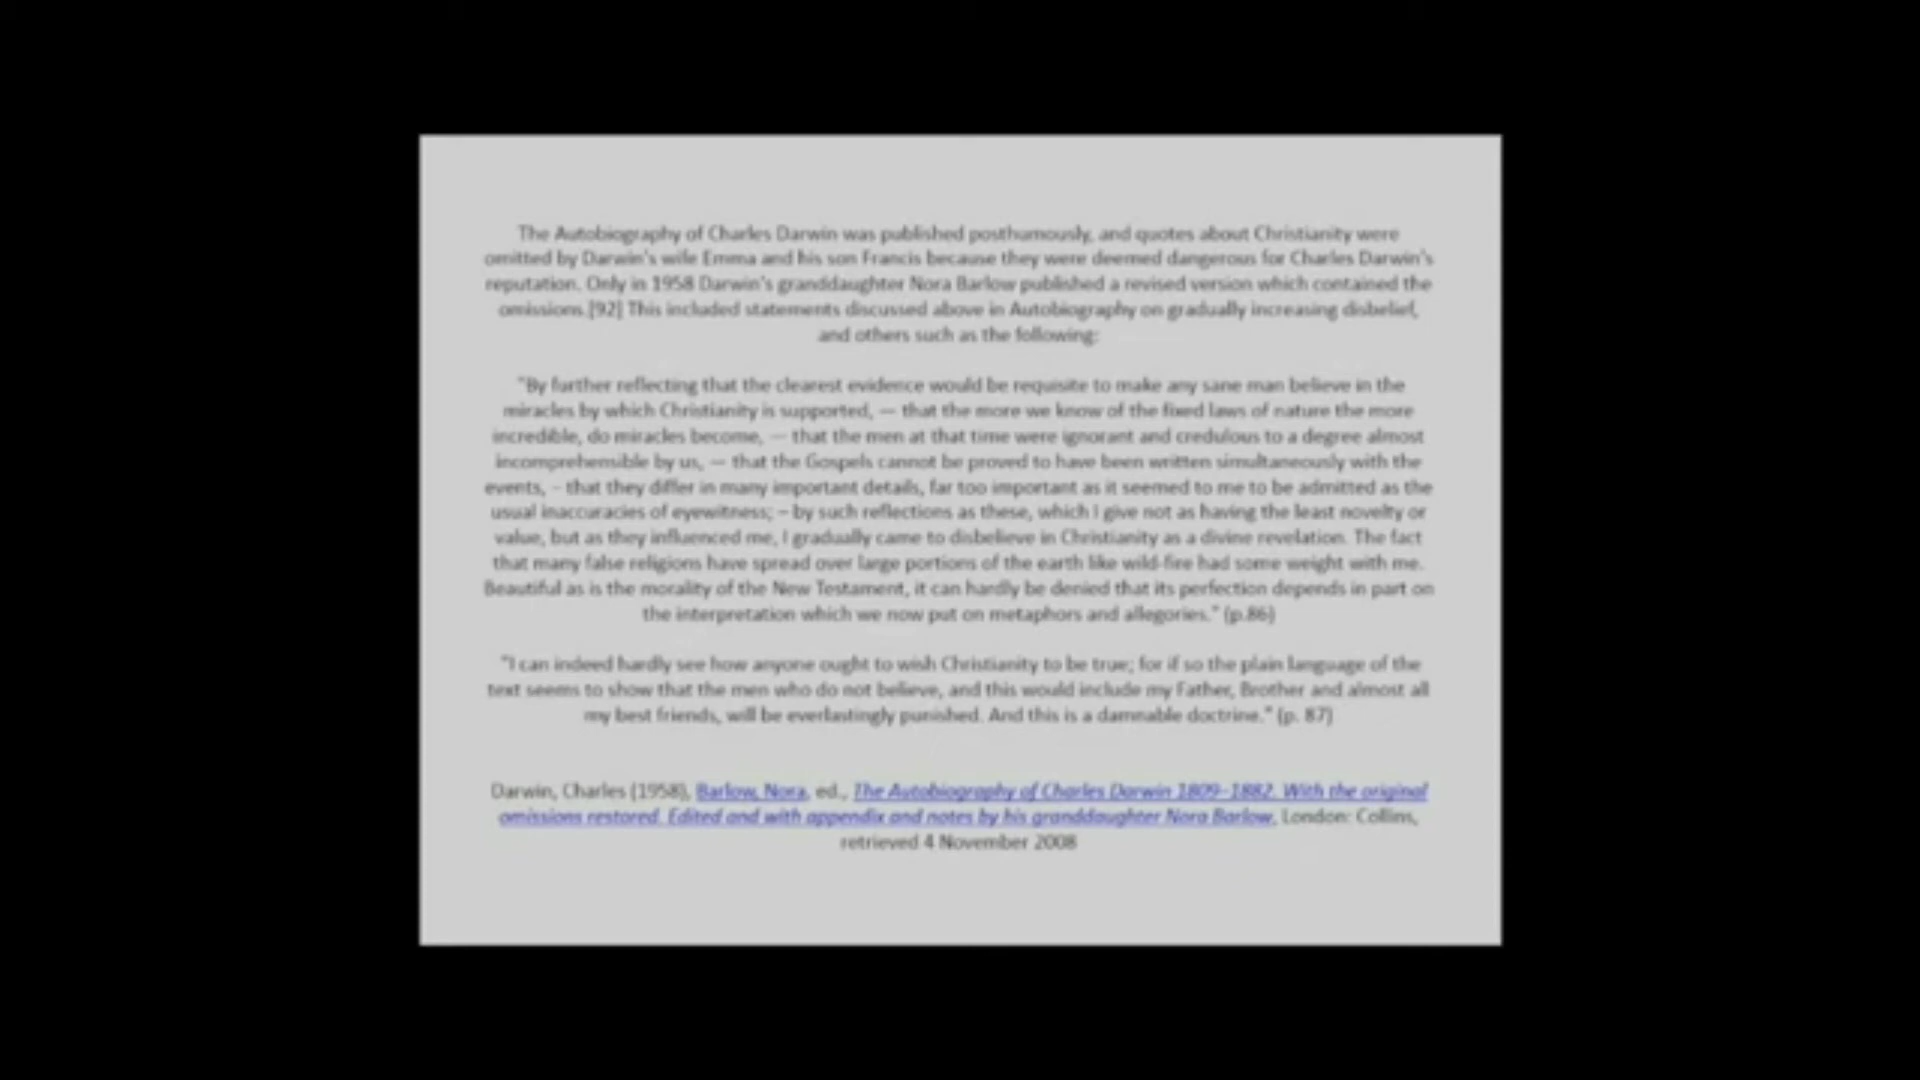 The Autobiography of Charles Darwin was published posthumously, and quotes about Christianity were
omitted by Darwin's wife Emma and his son Francis because they were deemed dangerous for Charles Darwin's
reputation. Only in 1958 Darwin's granddaughter Nora Barlow published a revised version which contained the
omissions.[92] This included statements discussed above in Autobiography on gradually increasing disbelief,
and others such as the following:
"By further reflecting that the clearest evidence would be requisite to make any sane man believe in the
miracles by which Christianity is supported, — that the more we know of the fixed laws of nature the more
incredible, do miracles become, — that the men at that time were ignorant and credulous to a degree almost
incomprehensible by us, — that the Gospels cannot be proved to have been written simultaneously with the
events, – that they differ in many important details, far too important as it seemed to me to be admitted as the
usual inaccuracies of eyewitness; – by such reflections as these, which I give not as having the least novelty or
value, but as they influenced me, I gradually came to disbelieve in Christianity as a divine revelation. The fact
that many false religions have spread over large portions of the earth like wild-fire had some weight with me.
Beautiful as is the morality of the New Testament, it can hardly be denied that its perfection depends in part on
the interpretation which we now put on metaphors and allegories." (p.86)
"I can indeed hardly see how anyone ought to wish Christianity to be true; for if so the plain language of the
text seems to show that the men who do not believe, and this would include my Father, Brother and almost all
my best friends, will be everlastingly punished. And this is a damnable doctrine." (p. 87)
Darwin, Charles (1958), Barlow, Nora, ed., The Autobiography of Charles Darwin 1809–1882. With the original
omissions restored. Edited and with appendix and notes by his granddaughter Nora Barlow, London: Collins,
retrieved 4 November 2008